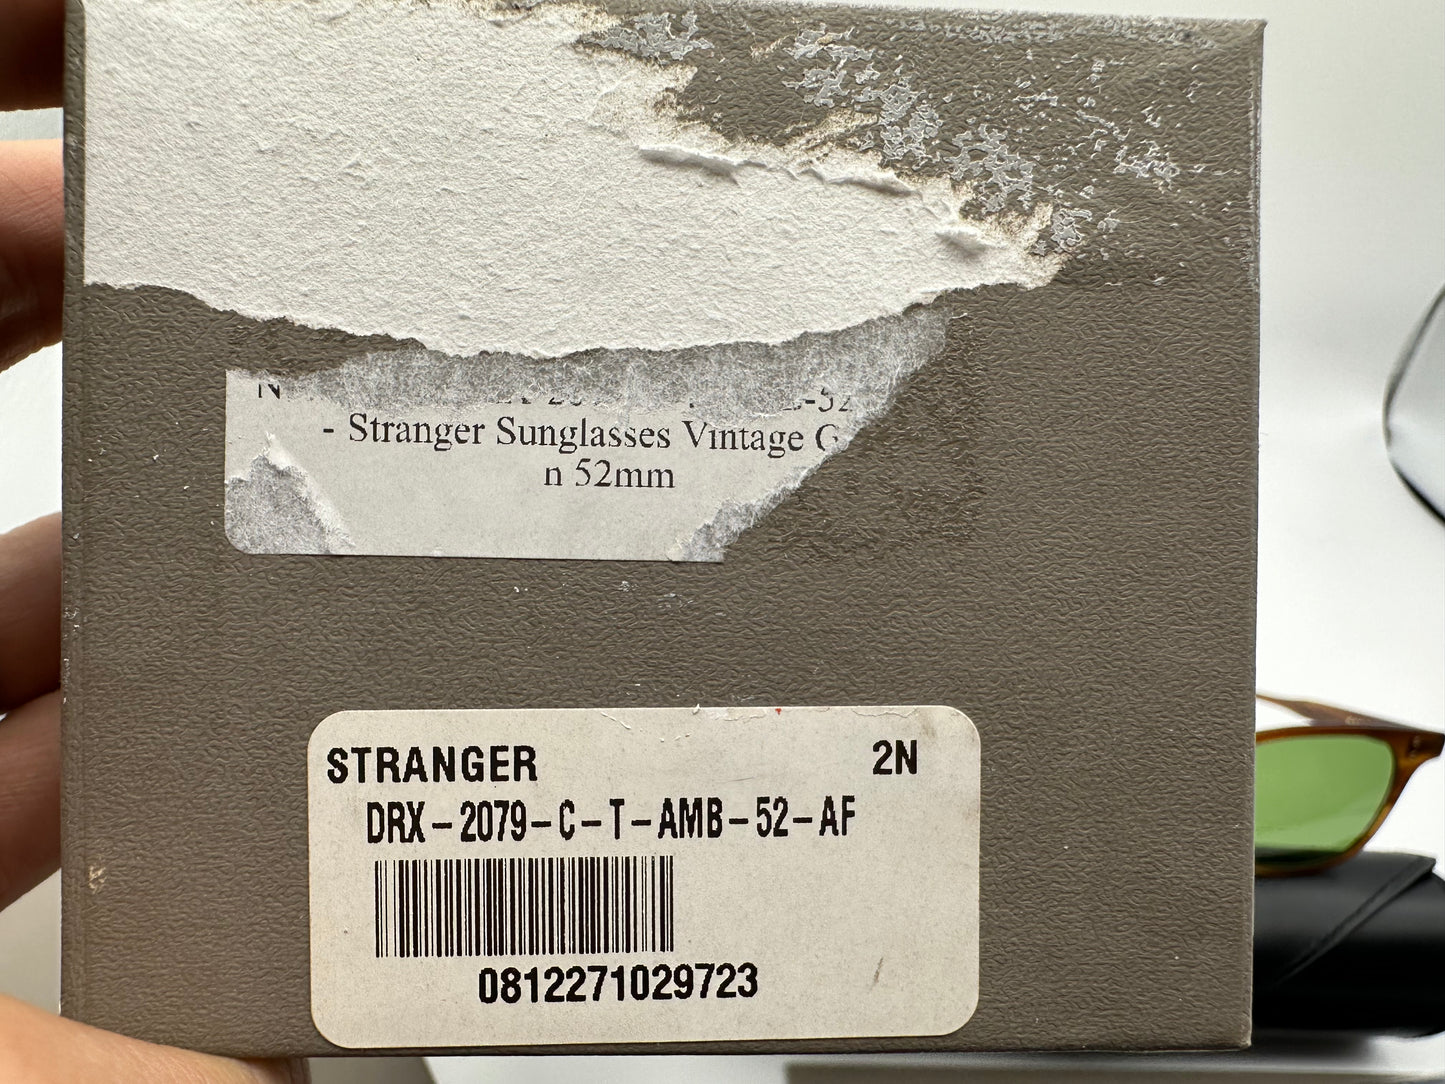 - Stranger Sunglasses Vintage G
n 52mm
STRANGER 2N
DRX-2079-C-T-AMB-52-AF
0812271029723